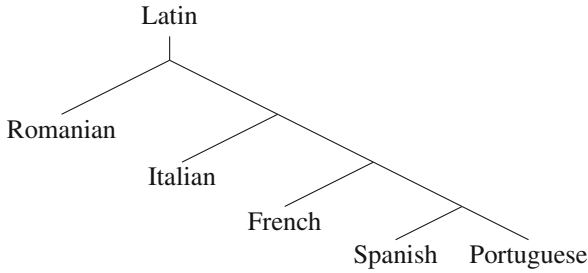 Latin
Romanian
Italian
French
Spanish Portuguese